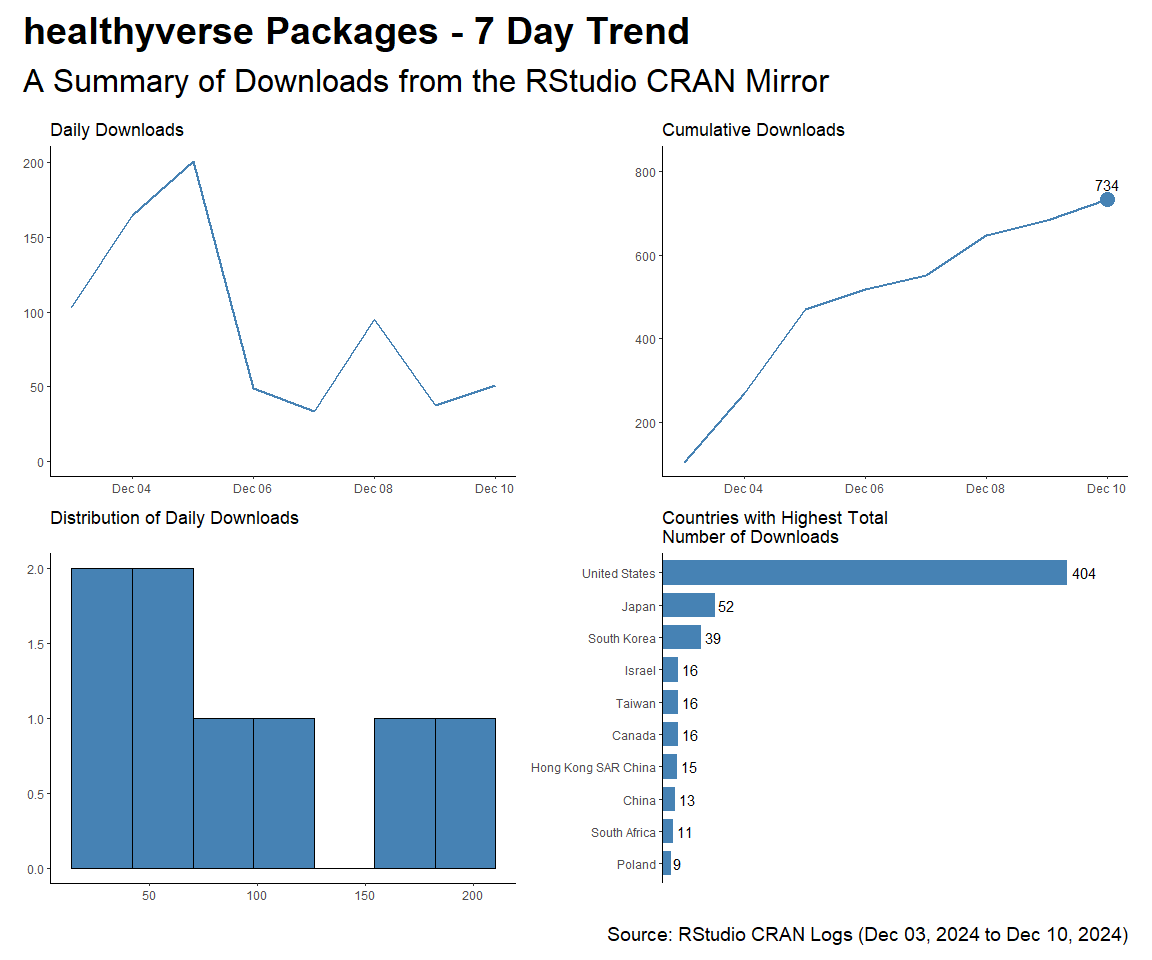 healthyverse Packages - 7 Day Trend
A Summary of Downloads from the RStudio CRAN Mirror
Daily Downloads
200
150
100
50
0
Dec 04 Dec 06 Dec 08 Dec 10
Cumulative Downloads
800
600
400
200
734
Dec 04 Dec 06 Dec 08 Dec 10
Distribution of Daily Downloads
2.0
1.5
1.0
0.5
0.0
50 100 150 200
Countries with Highest Total
Number of Downloads
United States 404
Japan 52
South Korea 39
Israel 16
Taiwan 16
Canada 16
Hong Kong SAR China 15
China 13
South Africa 11
Poland 9
Source: RStudio CRAN Logs (Dec 03, 2024 to Dec 10, 2024)